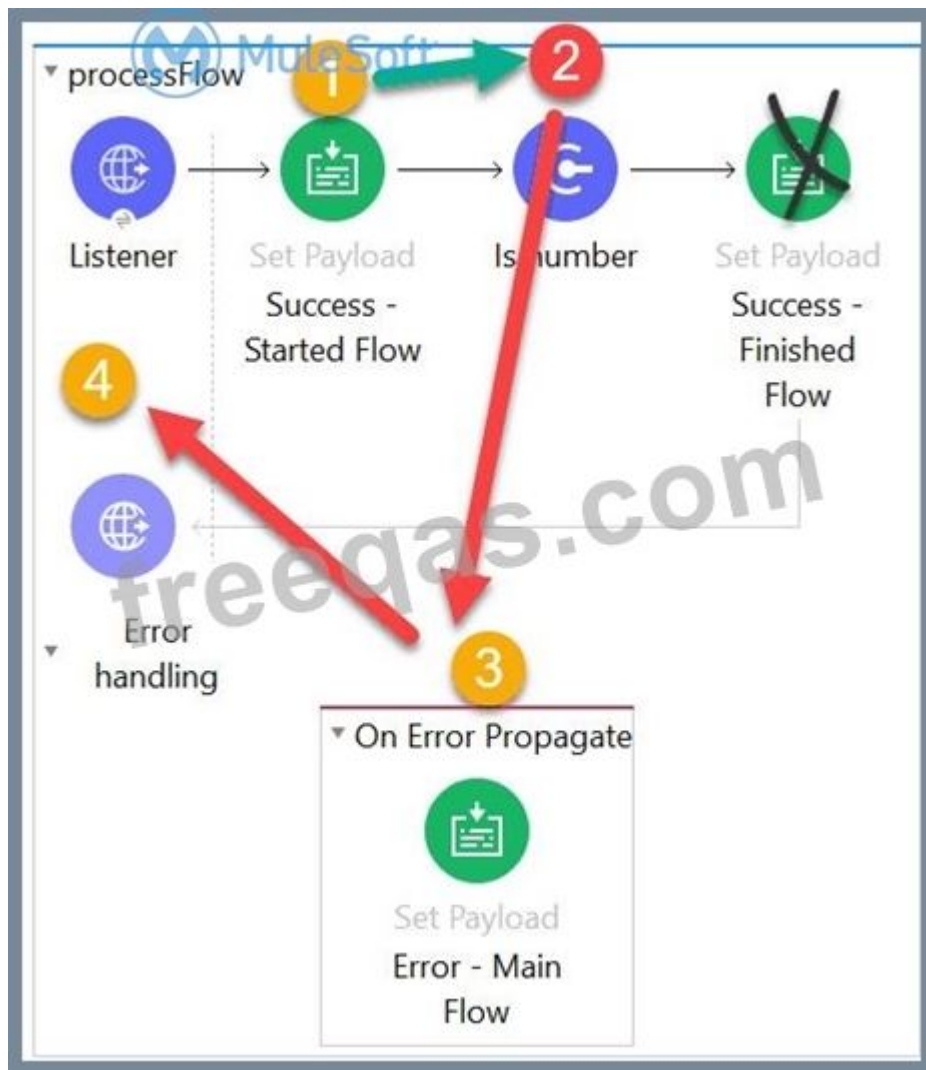 MuleSoft
processFlow
1
2
Listener
Set Payload
Is number
Set Payload
Success -
Started Flow
Success -
Finished
Flow
4
freeqas.com
Error
handling
3
On Error Propagate
Set Payload
Error - Main
Flow